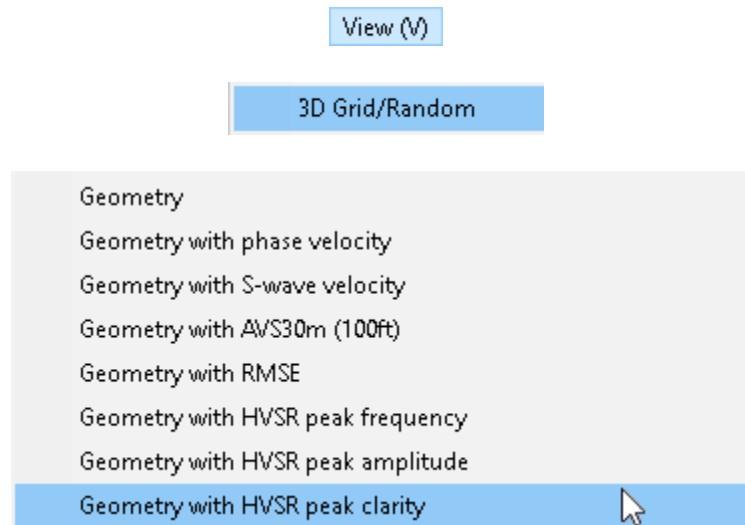 View (V)
3D Grid/Random
Geometry
Geometry with phase velocity
Geometry with S-wave velocity
Geometry with AVS30m (100ft)
Geometry with RMSE
Geometry with HVSR peak frequency
Geometry with HVSR peak amplitude
Geometry with HVSR peak clarity